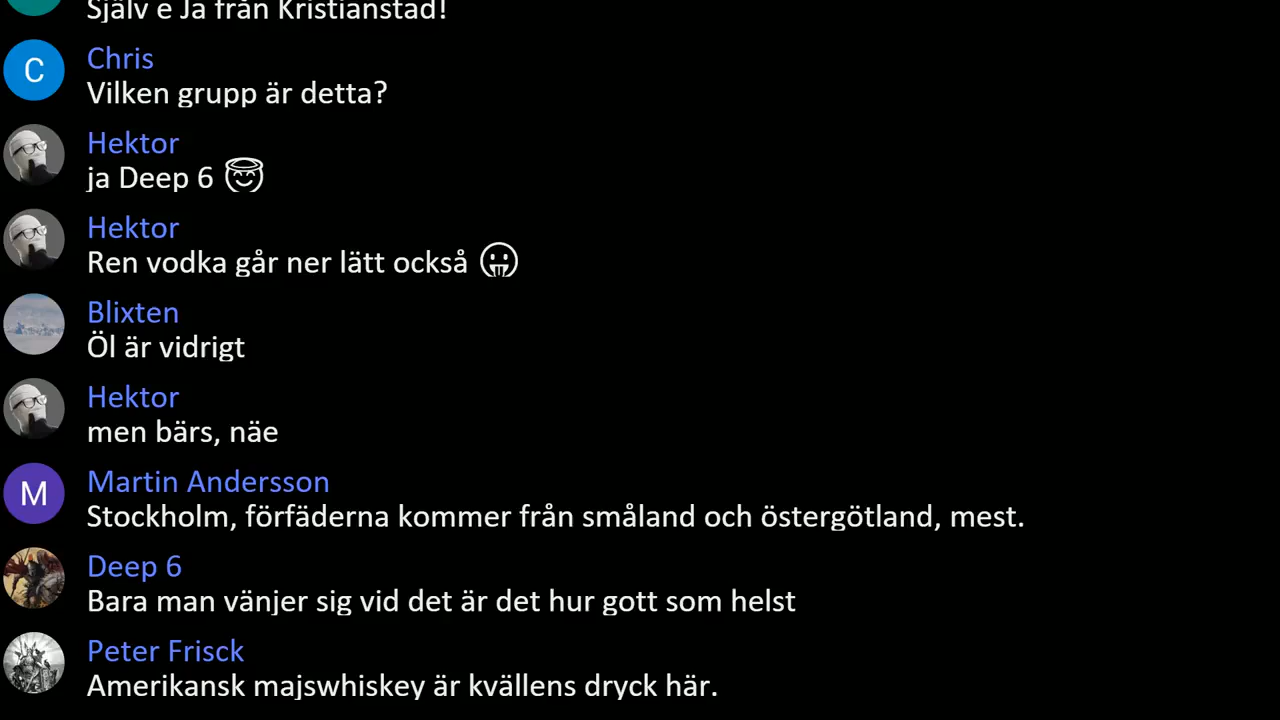 Själv e Ja från Kristianstad!
C
Chris
Vilken grupp är detta?
Hektor
ja Deep 6 😇
Hektor
Ren vodka går ner lätt också 😛
Blixten
Öl är vidrigt
Hektor
men bärs, näe
M
Martin Andersson
Stockholm, förfäderna kommer från småland och östergötland, mest.
Deep 6
Bara man vänjer sig vid det är det hur gott som helst
Peter Frisck
Amerikansk majswhiskey är kvällens dryck här.